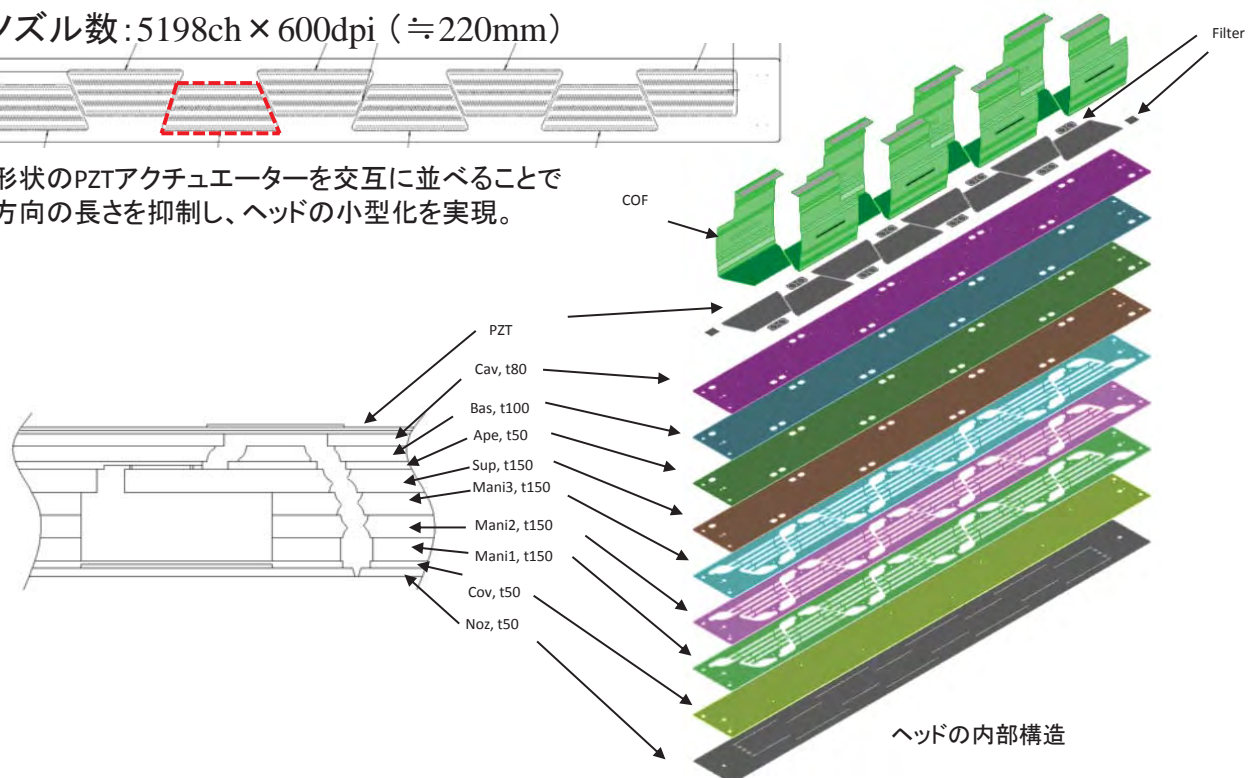 ノズル数:5198ch×600dpi(≒220mm)
Filter
形状のPZTアクチュエーターを交互に並べることで
方向の長さを抑制し、ヘッドの小型化を実現。
COF
PZT
Cav, t80
Bas, t100
Ape, t50
Sup, t150
Mani3, t150
Mani2, t150
Mani1, t150
Cov, t50
Noz, t50
ヘッドの内部構造